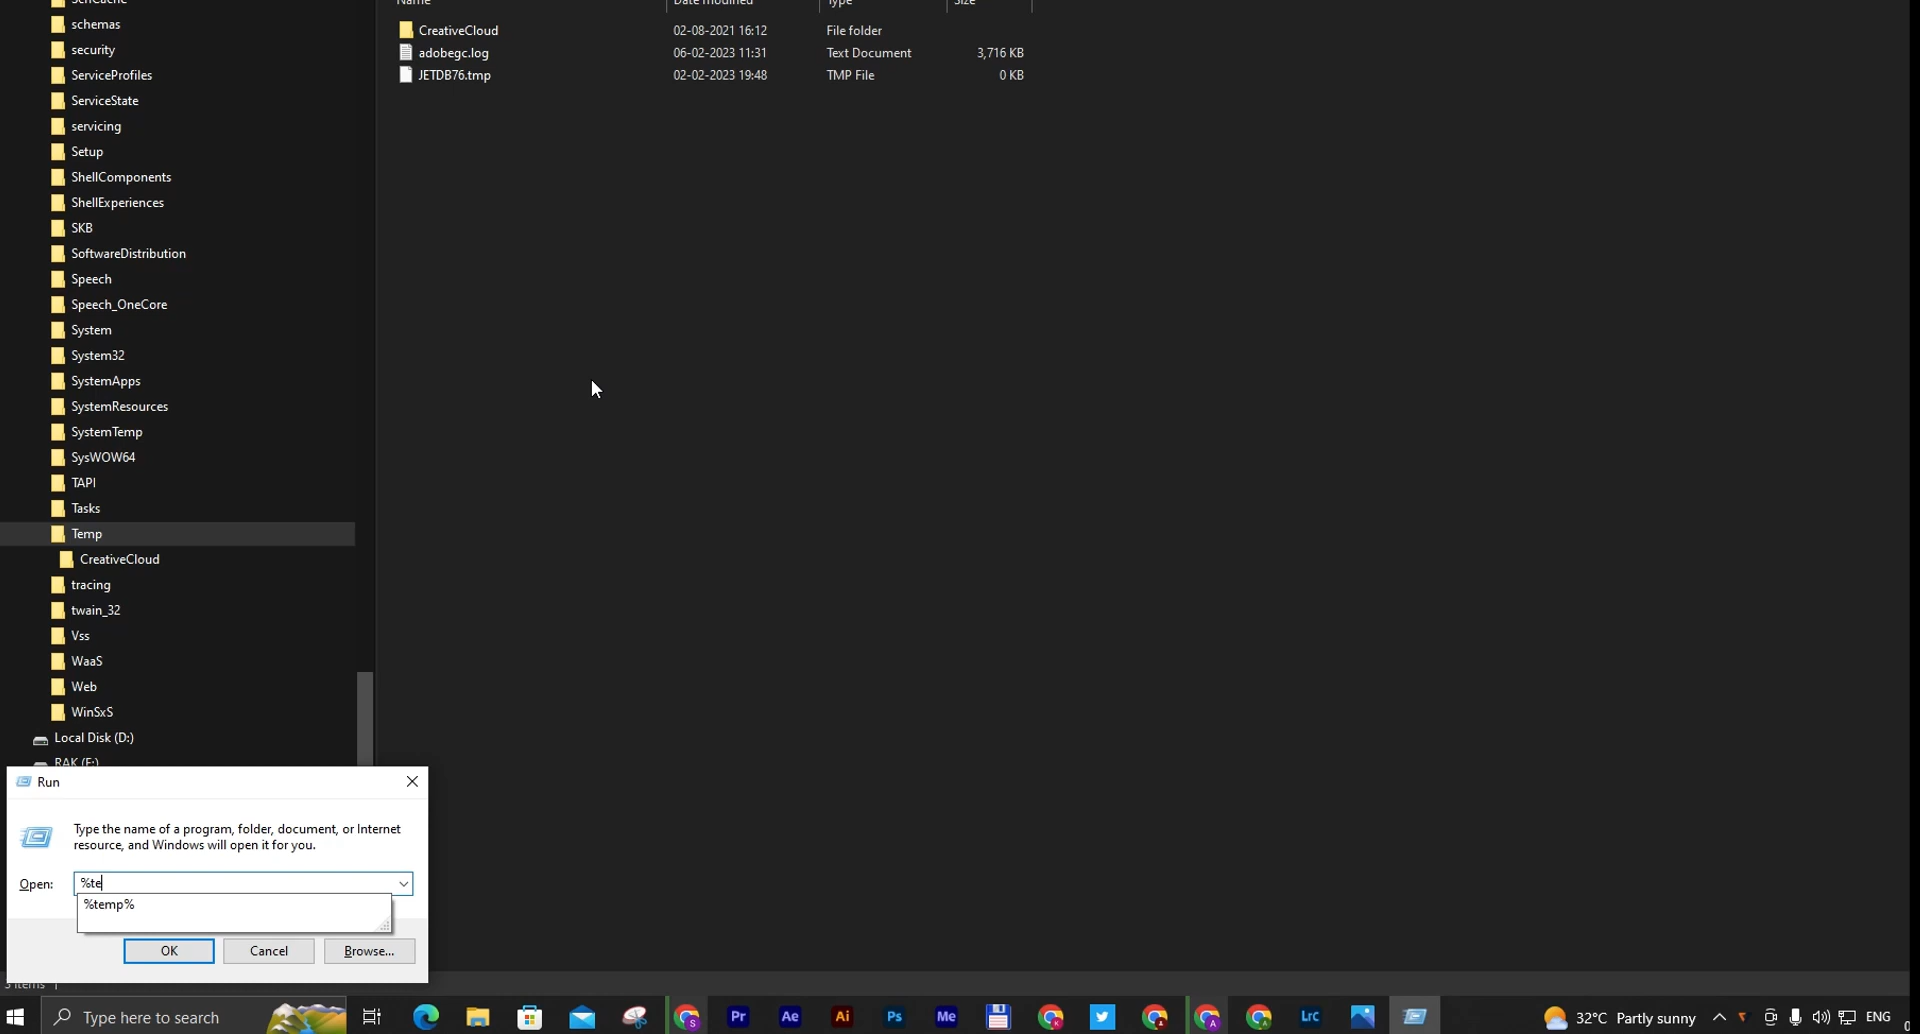 SchCache
schemas
security
ServiceProfiles
ServiceState
servicing
Setup
ShellComponents
ShellExperiences
SKB
SoftwareDistribution
Speech
Speech_OneCore
System
System32
SystemApps
SystemResources
SystemTemp
SysWOW64
TAPI
Tasks
Temp
CreativeCloud
tracing
twain_32
Vss
WaaS
Web
WinSxS
Local Disk (D:)
RAK (F:)
Name Date modified Type Size
CreativeCloud 02-08-2021 16:12 File folder
adobegc.log 06-02-2023 11:31 Text Document 3,716 KB
JETDB76.tmp 02-02-2023 19:48 TMP File 0 KB
Run
Type the name of a program, folder, document, or Internet
resource, and Windows will open it for you.
Open: %te
%temp%
OK Cancel Browse...
3 items
Type here to search S Pr Ae Ai Ps Me K A A Lrc 32°C Partly sunny ENG